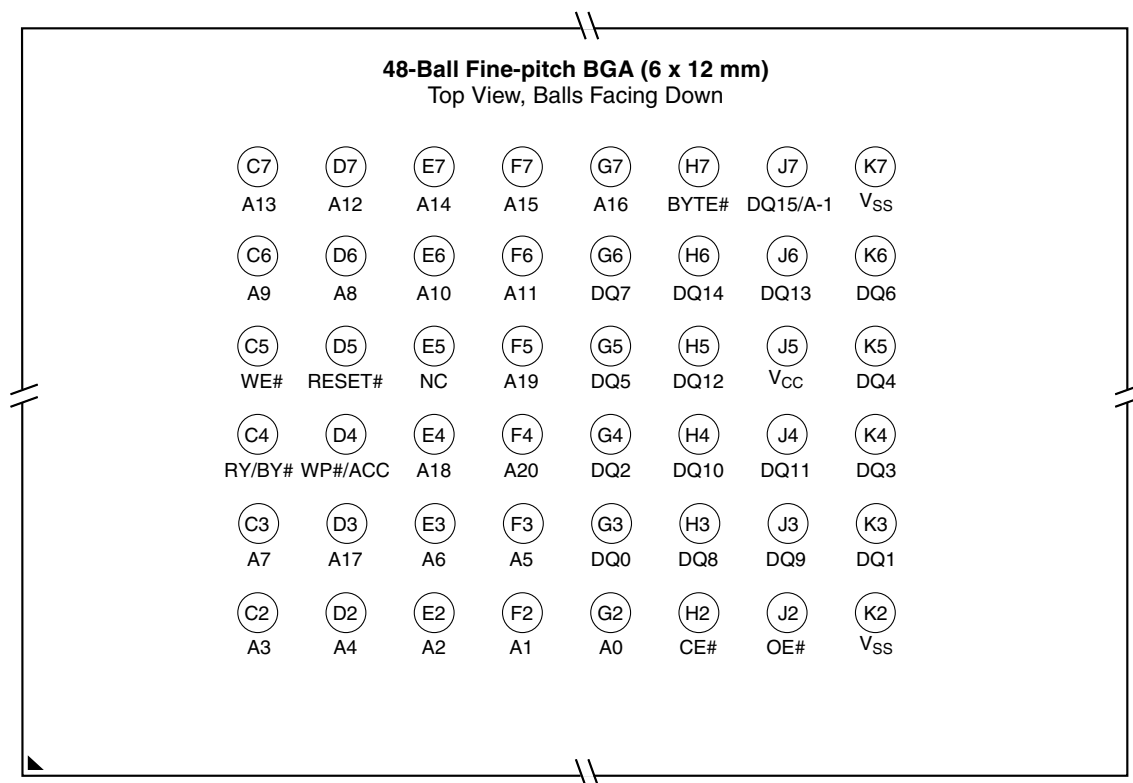 48-Ball Fine-pitch BGA (6 x 12 mm)
Top View, Balls Facing Down
C7 D7 E7 F7 G7 H7 J7 K7
A13 A12 A14 A15 A16 BYTE# DQ15/A-1 VSS
C6 D6 E6 F6 G6 H6 J6 K6
A9 A8 A10 A11 DQ7 DQ14 DQ13 DQ6
C5 D5 E5 F5 G5 H5 J5 K5
WE# RESET# NC A19 DQ5 DQ12 VCC DQ4
C4 D4 E4 F4 G4 H4 J4 K4
RY/BY# WP#/ACC A18 A20 DQ2 DQ10 DQ11 DQ3
C3 D3 E3 F3 G3 H3 J3 K3
A7 A17 A6 A5 DQ0 DQ8 DQ9 DQ1
C2 D2 E2 F2 G2 H2 J2 K2
A3 A4 A2 A1 A0 CE# OE# VSS